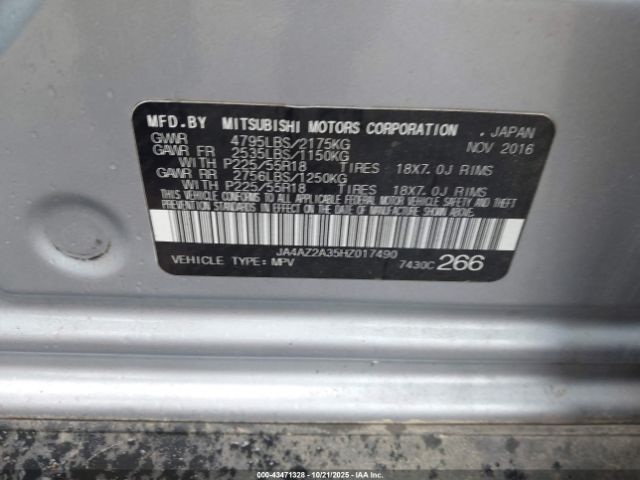 MFD.BY MITSUBISHI MOTORS CORPORATION . JAPAN
GVWR 4795LBS/2175KG NOV 2016
GAWR FR 2535LBS/1150KG
WITH P225/55R18 TIRES 18X7.0J RIMS
GAWR RR 2756LBS/1250KG
WITH P225/55R18 TIRES 18X7.0J RIMS
THIS VEHICLE CONFORMS TO ALL APPLICABLE FEDERAL MOTOR VEHICLE
SAFETY AND THEFT PREVENTION STANDARDS IN EFFECT ON THE DATE OF
MANUFACTURE SHOWN ABOVE.
JA4AZ2A35HZ017490
VEHICLE TYPE: MPV 7430C 266
© 00-43471328 - 10/21/2025 - IAAI.COM